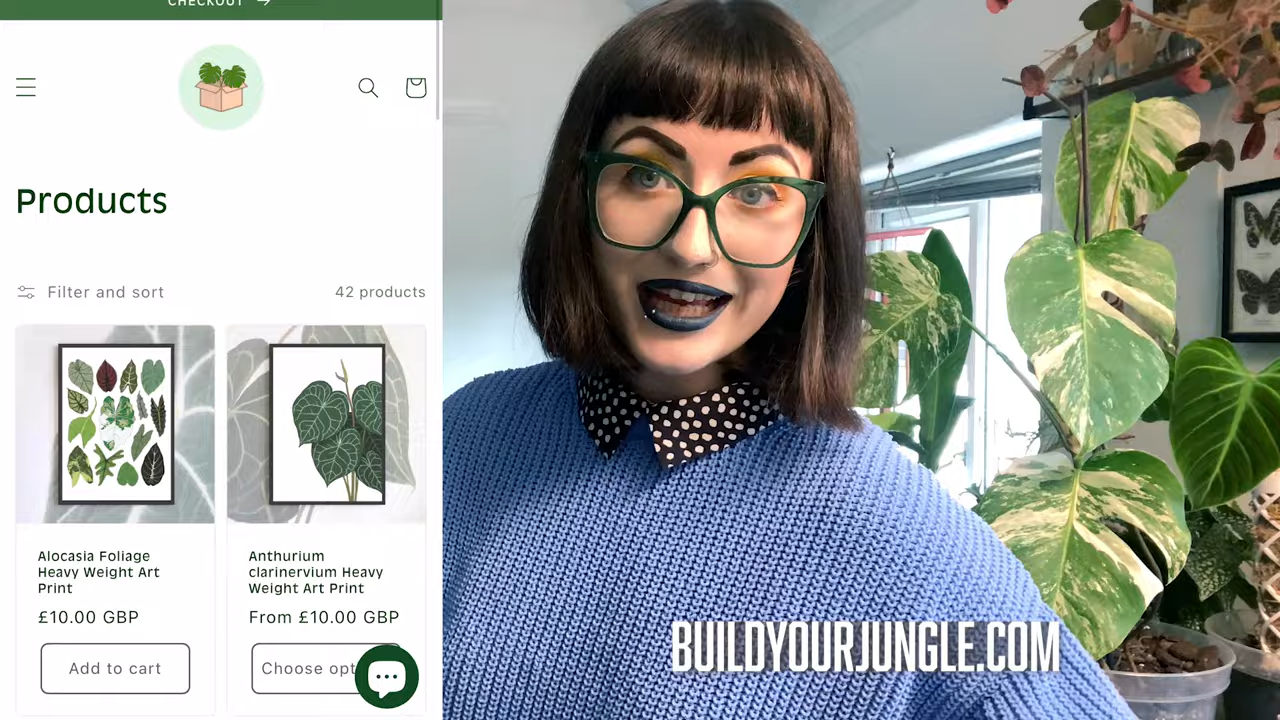 CHECKOUT →
Products
Filter and sort
42 products
Alocasia Foliage
Heavy Weight Art
Print
£10.00 GBP
Add to cart
Anthurium
clarinervium Heavy
Weight Art Print
From £10.00 GBP
Choose opt
BUILDYOURJUNGLE.COM